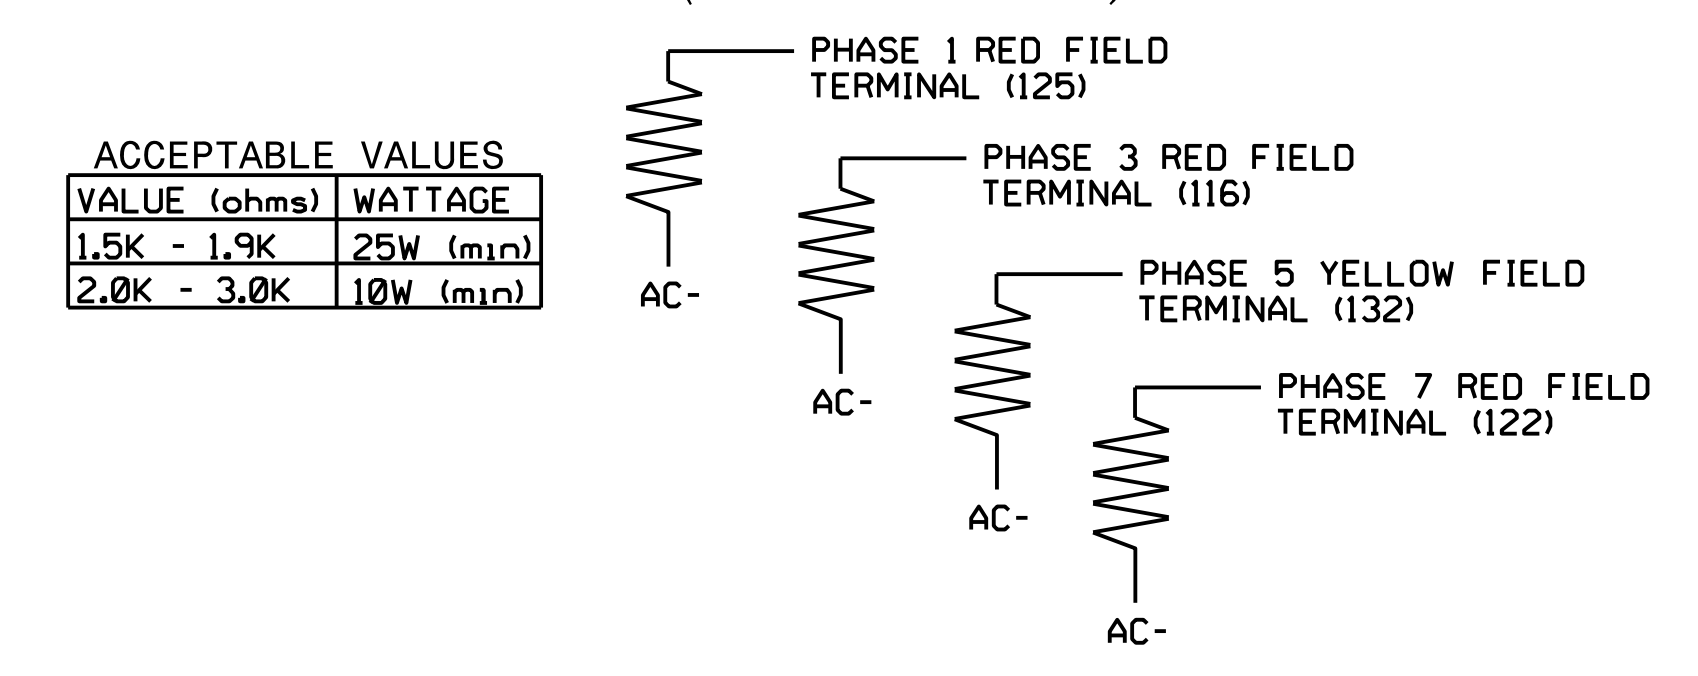 ACCEPTABLE VALUES
VALUE (ohms) WATTAGE
1.5K - 1.9K 25W (min)
2.0K - 3.0K 10W (min)
PHASE 1 RED FIELD
TERMINAL (125)
AC-
PHASE 3 RED FIELD
TERMINAL (116)
AC-
PHASE 5 YELLOW FIELD
TERMINAL (132)
AC-
PHASE 7 RED FIELD
TERMINAL (122)
AC-